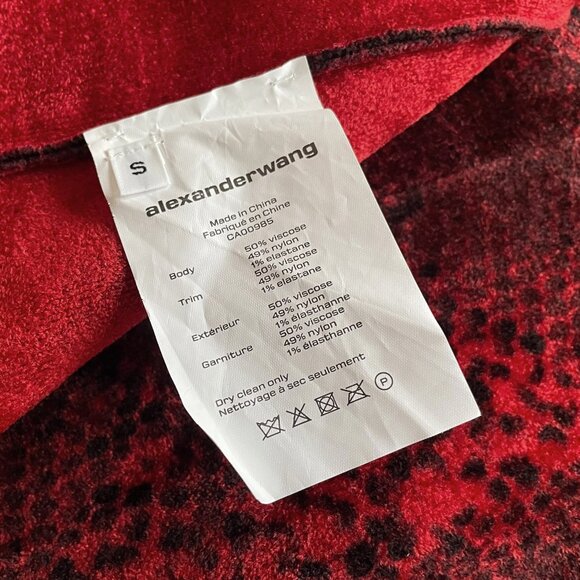 S
alexanderwang
Made in China
Fabriqué en Chine
CA00985
Body 50% viscose
49% nylon
1% elastane
Trim 50% viscose
49% nylon
1% elastane
Extérieur 50% viscose
49% nylon
1% élasthanne
Garniture 50% viscose
49% nylon
1% élasthanne
Dry clean only
Nettoyage à sec seulement
P